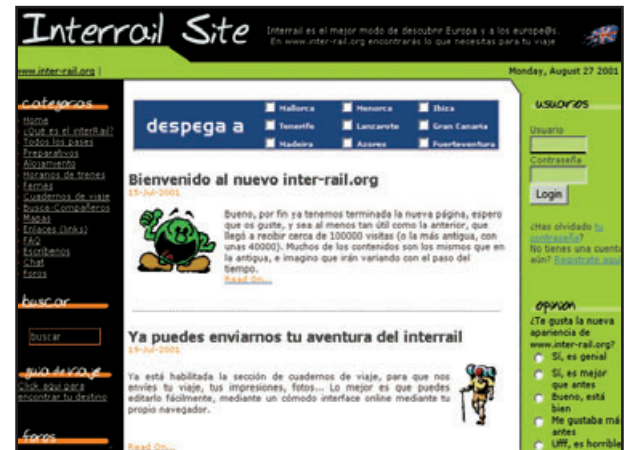 Interrail Site
Interrail es el mejor modo de descubrir Europa y a los europe@s.
En www.inter-rail.org encontrarás lo que necesitas para tu viaje
www.inter-rail.org |
Monday, August 27 2001
categorias
Home
¿Qué es el interRail?
Todos los pases
Preparativos
Alojamiento
Horarios de trenes
Ferries
Cuadernos de viaje
Busca-Compañeros
Mapas
Enlaces (links)
FAQ
Escríbenos
Chat
Foros
buscar
buscar
guia de viaje
Click aqui para
encontrar tu destino
foros
despega a
Mallorca
Menorca
Ibiza
Tenerife
Lanzarote
Gran Canaria
Madeira
Azores
Fuerteventura
Bienvenido al nuevo inter-rail.org
15-Jul-2001
Bueno, por fin ya tenemos terminada la nueva página, espero
que os guste, y sea al menos tan útil como la anterior, que
llegó a recibir cerca de 100000 visitas (o la más antigua, con
unas 40000). Muchos de los contenidos son los mismos que en
la antigua, e imagino que irán variando con el paso del
tiempo.
Read On...
Ya puedes enviarnos tu aventura del interrail
15-Jul-2001
Ya está habilitada la sección de cuadernos de viaje, para que nos
envíes tu viaje, tus impresiones, fotos... Lo mejor es que puedes
editarlo fácilmente, mediante un cómodo interface online mediante tu
propio navegador.
Read On...
usuarios
Usuario
Contraseña
Login
¿Has olvidado tu
contraseña?
No tienes una cuenta
aún? Regístrate aquí
opinion
¿Te gusta la nueva
apariencia de
www.inter-rail.org?
Sí, es genial
Sí, es mejor
que antes
Bueno, está
bien
Me gustaba má
antes
Ufff, es horrible